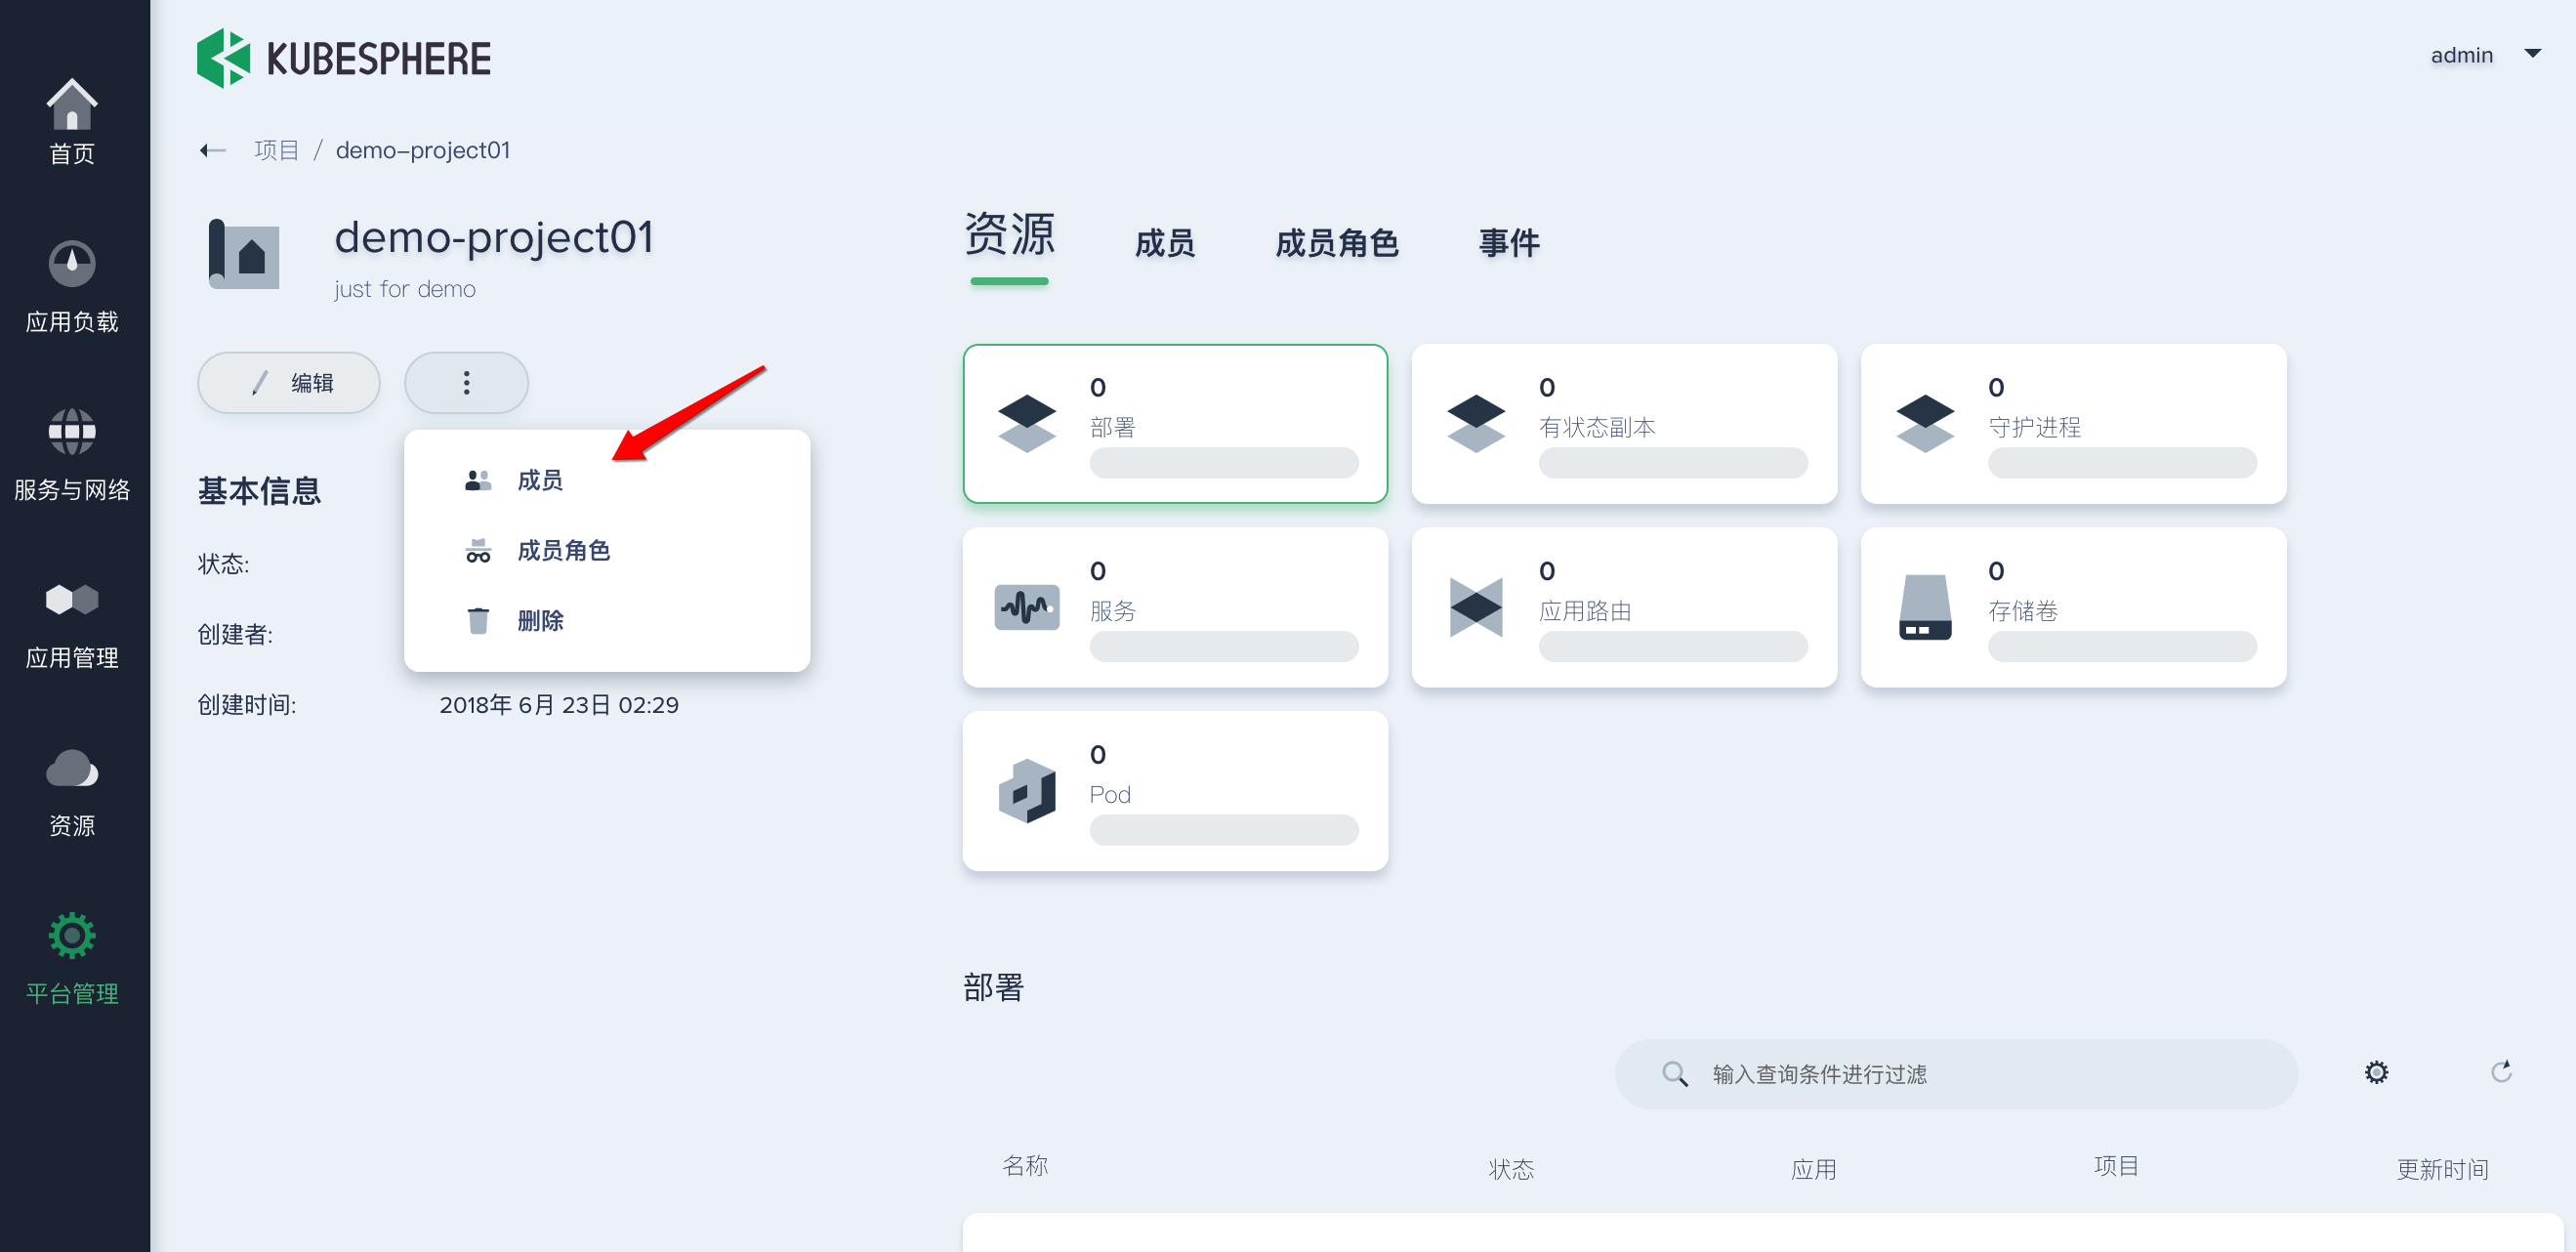 KUBESPHERE
admin
首页
应用负载
服务与网络
应用管理
资源
平台管理
项目 / demo-project01
demo-project01
just for demo
编辑
成员
成员角色
删除
基本信息
状态:
创建者:
创建时间: 2018年 6月 23日 02:29
资源 成员 成员角色 事件
0
部署
0
有状态副本
0
守护进程
0
服务
0
应用路由
0
存储卷
0
Pod
部署
输入查询条件进行过滤
名称 状态 应用 项目 更新时间